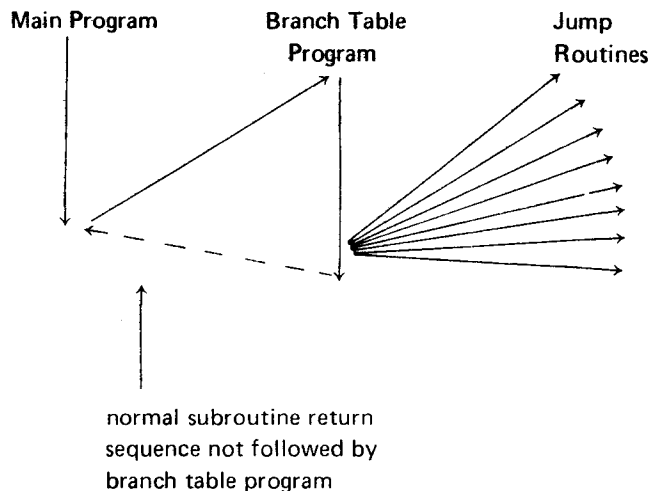 Main Program
Branch Table
Program
Jump
Routines
normal subroutine return
sequence not followed by
branch table program